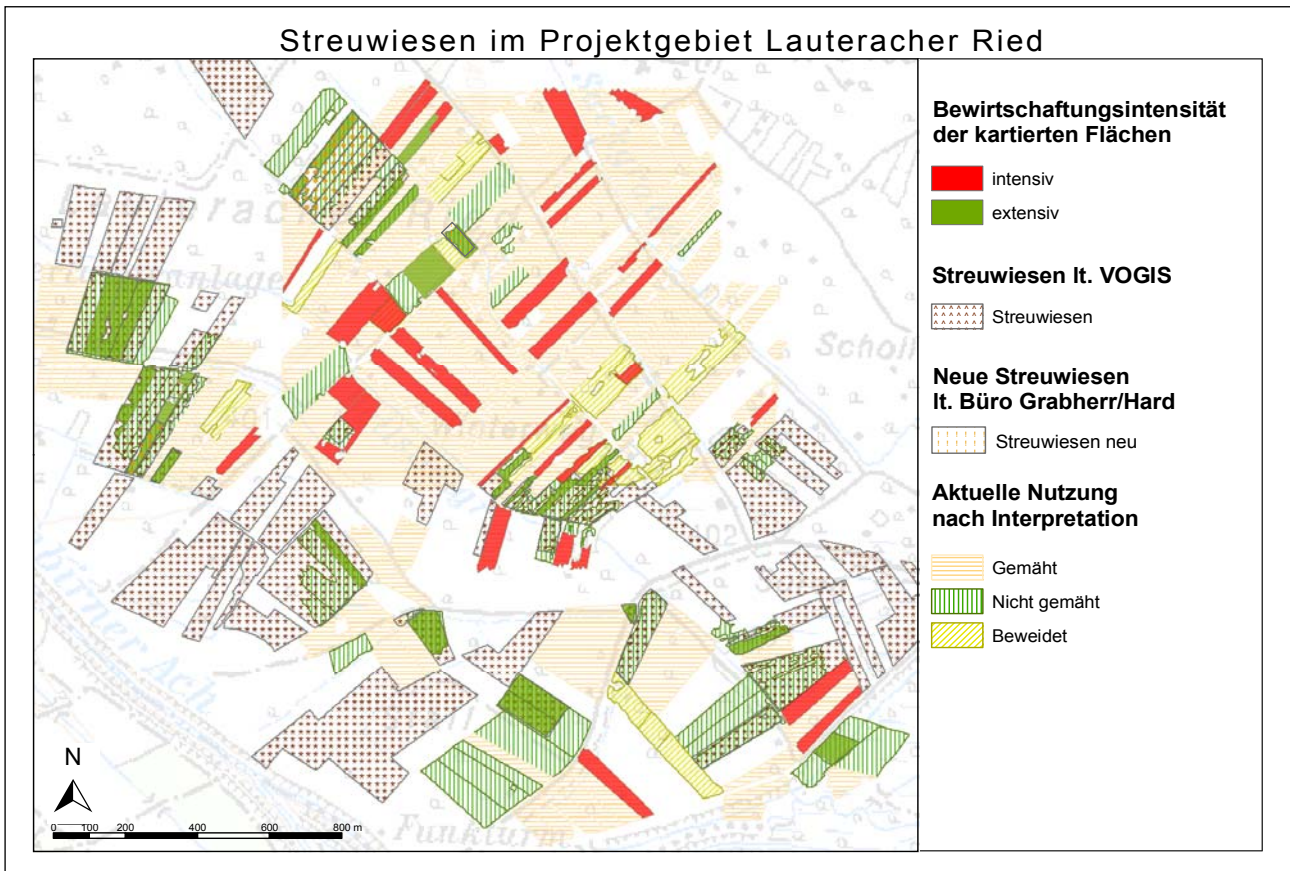 Streuwiesen im Projektgebiet Lauteracher Ried
Bewirtschaftungsintensität
der kartierten Flächen
intensiv
extensiv
Streuwiesen lt. VOGIS
Streuwiesen
Neue Streuwiesen
lt. Büro Grabherr/Hard
Streuwiesen neu
Aktuelle Nutzung
nach Interpretation
Gemäht
Nicht gemäht
Beweidet
Scholl
Ach
Funkturm
N
0 100 200 400 600 800 m